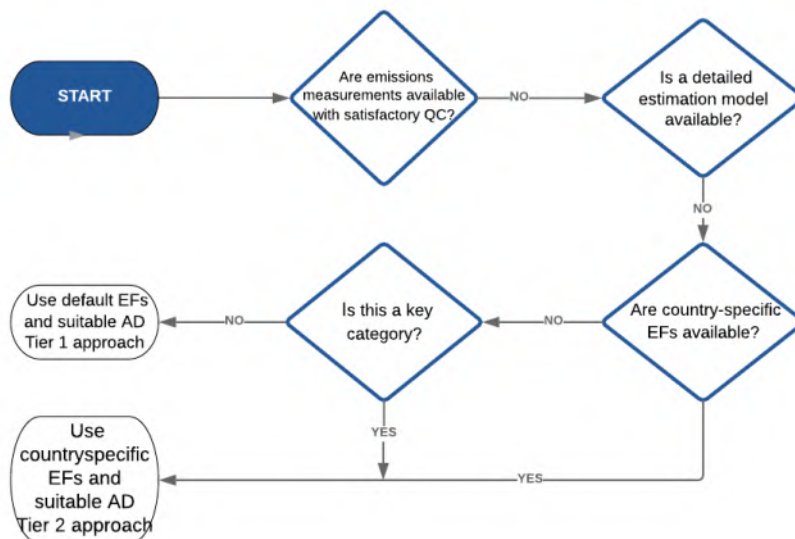 START
Are emissions
measurements available
with satisfactory QC?
NO
Is a detailed
estimation model
available?
NO
Use default EFs
and suitable AD
Tier 1 approach
NO
Is this a key
category?
NO
Are country-specific
EFs available?
YES
Use
countryspecific
EFs and
suitable AD
Tier 2 approach
YES